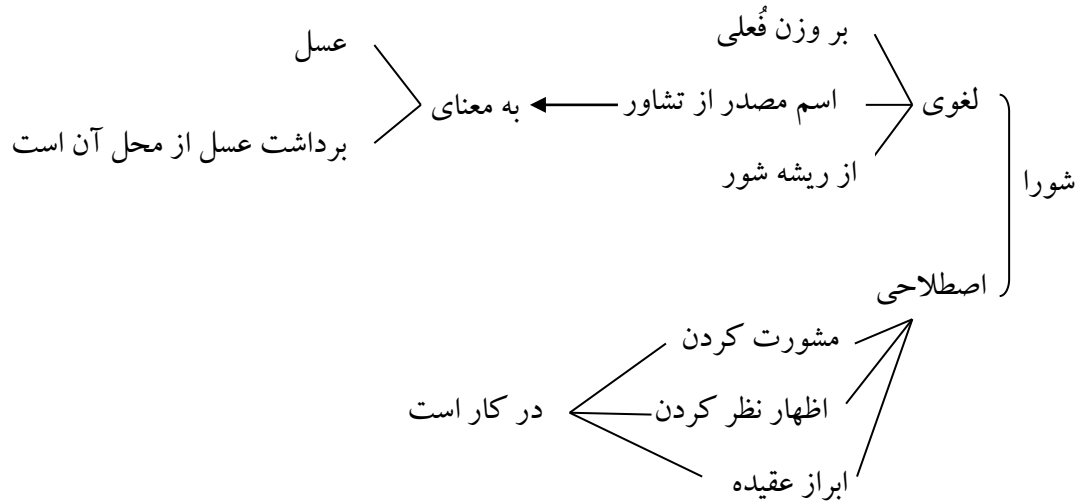 شورا
لغوی
بر وزن فُعلی
اسم مصدر از تشاور
از ریشه شور
به معنای
عسل
برداشت عسل از محل آن است
اصطلاحی
مشورت کردن
اظهار نظر کردن
ابراز عقیده
در کار است